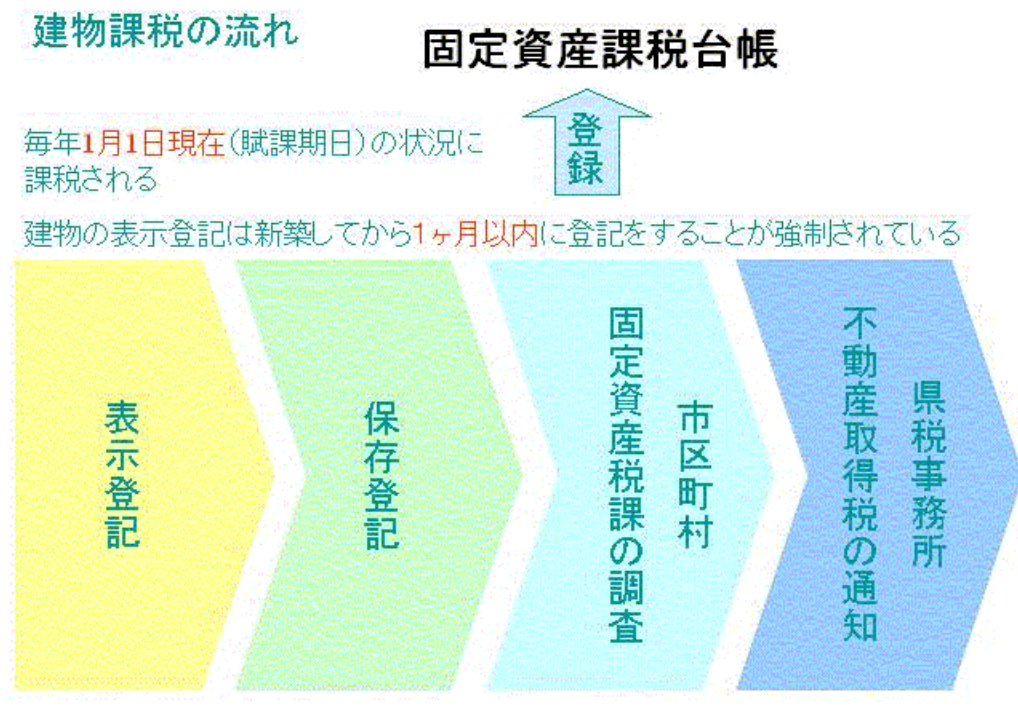 建物課税の流れ
固定資産課税台帳
登録
毎年1月1日現在(賦課期日)の状況に
課税される
建物の表示登記は新築してから1ヶ月以内に登記をすることが強制されている
表示登記
保存登記
市区町村
固定資産税課の調査
県税事務所
不動産取得税の通知